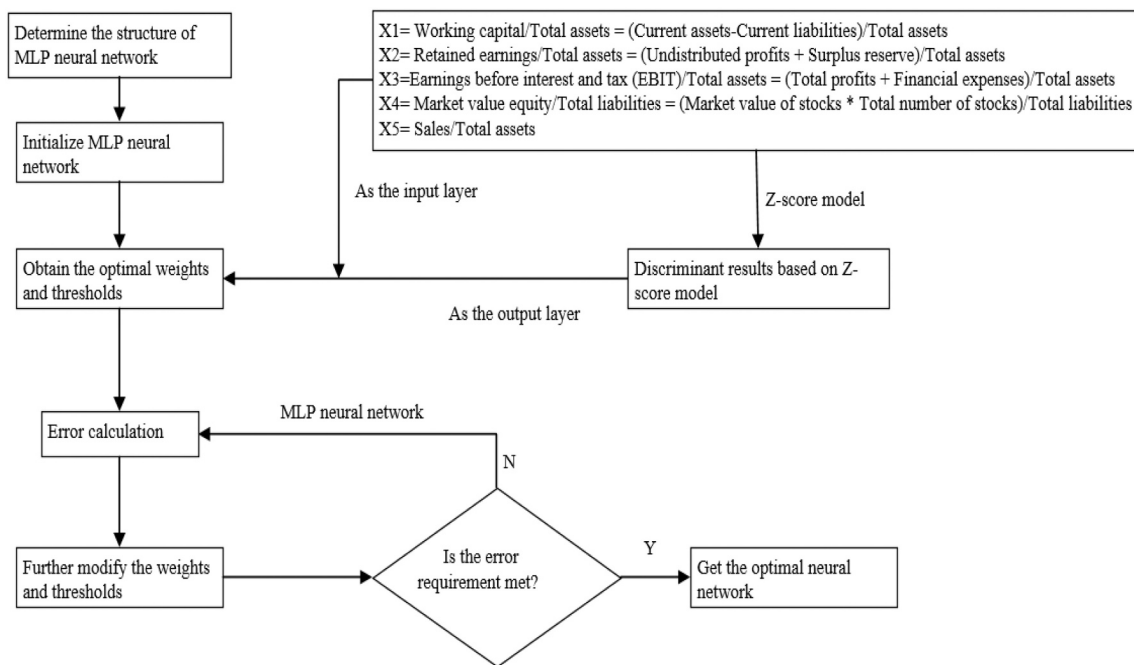 Determine the structure of
MLP neural network
X1= Working capital/Total assets = (Current assets-Current liabilities)/Total assets
X2= Retained earnings/Total assets = (Undistributed profits + Surplus reserve)/Total assets
X3=Earnings before interest and tax (EBIT)/Total assets = (Total profits + Financial expenses)/Total assets
X4= Market value equity/Total liabilities = (Market value of stocks * Total number of stocks)/Total liabilities
X5= Sales/Total assets
Initialize MLP neural
network
As the input layer
Z-score model
Obtain the optimal weights
and thresholds
Discriminant results based on Z-
score model
As the output layer
MLP neural network
Error calculation
N
Further modify the weights
and thresholds
Is the error
requirement met?
Y
Get the optimal neural
network